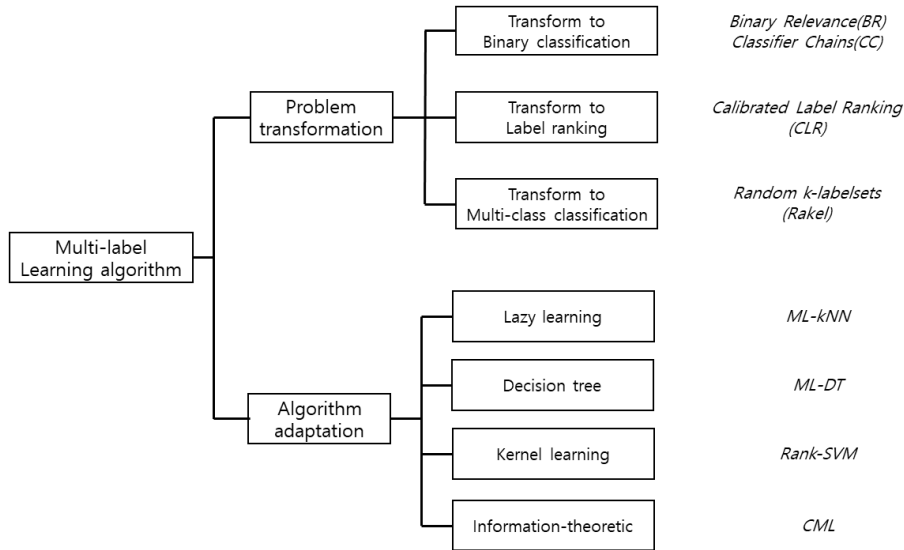 Transform to
Binary classification
Binary Relevance(BR)
Classifier Chains(CC)
Problem
transformation
Transform to
Label ranking
Calibrated Label Ranking
(CLR)
Transform to
Multi-class classification
Random k-labelsets
(Rakel)
Multi-label
Learning algorithm
Lazy learning
ML-kNN
Decision tree
ML-DT
Algorithm
adaptation
Kernel learning
Rank-SVM
Information-theoretic
CML